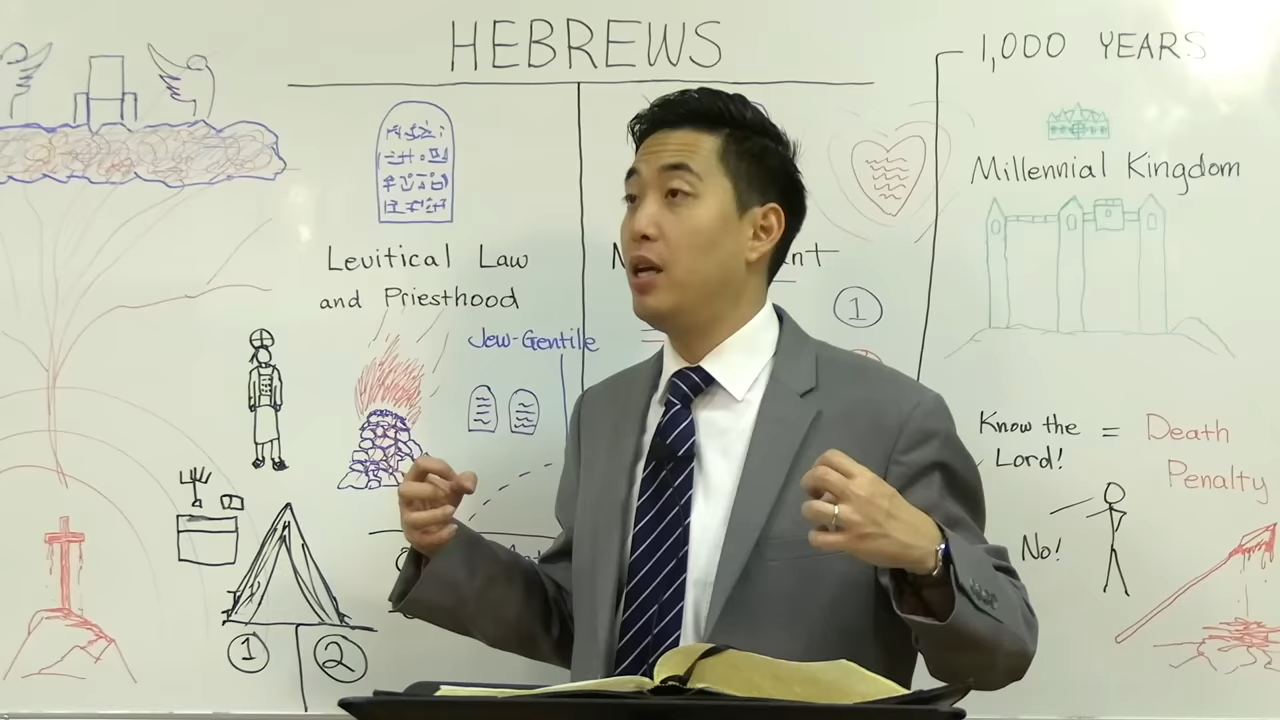 HEBREWS
1,000 YEARS
Millennial Kingdom
Levitical Law
and Priesthood
Jew-Gentile
1
Know the
Lord!
=
Death
Penalty
No!
1
2